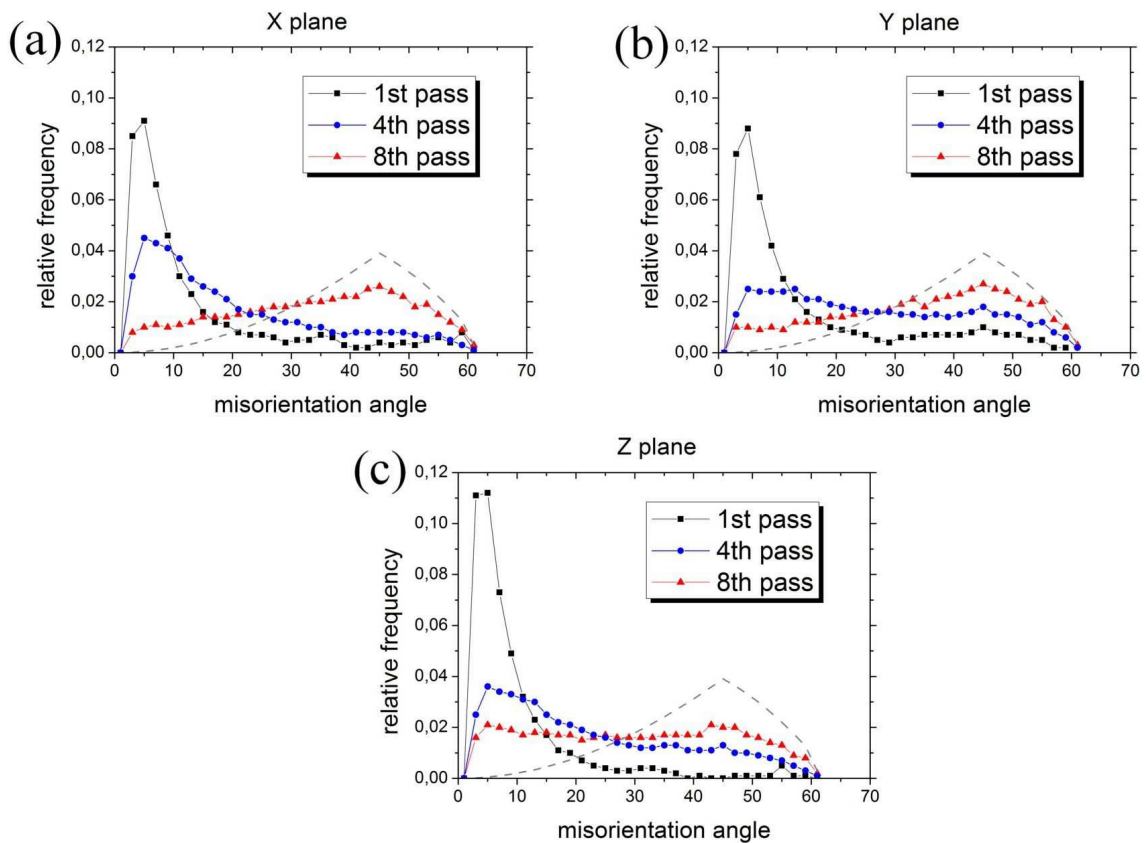 (a)
X plane
0,12
0,10
0,08
0,06
0,04
0,02
0,00
relative frequency
1st pass
4th pass
8th pass
0 10 20 30 40 50 60 70
misorientation angle
(b)
Y plane
0,12
0,10
0,08
0,06
0,04
0,02
0,00
relative frequency
1st pass
4th pass
8th pass
0 10 20 30 40 50 60 70
misorientation angle
(c)
Z plane
0,12
0,10
0,08
0,06
0,04
0,02
0,00
relative frequency
1st pass
4th pass
8th pass
0 10 20 30 40 50 60 70
misorientation angle